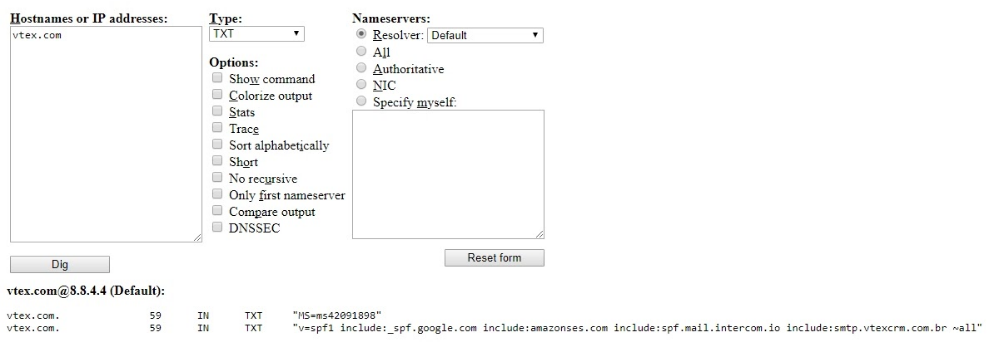 Hostnames or IP addresses:
vtex.com
Dig
Type:
TXT
Options:
Show command
Colorize output
Stats
Trace
Sort alphabetically
Short
No recursive
Only first nameserver
Compare output
DNSSEC
Nameservers:
Resolver: Default
All
Authoritative
NIC
Specify myself:
Reset form
vtex.com@8.8.4.4 (Default):
vtex.com. 59 IN TXT "MS=ms42091898"
vtex.com. 59 IN TXT "v=spf1 include:_spf.google.com include:amazonses.com include:spf.mail.intercom.io include:smtp.vtexcrm.com.br ~all"